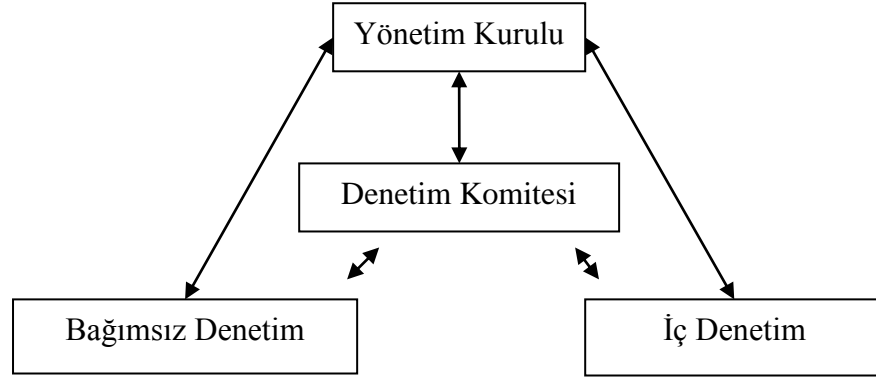 Yönetim Kurulu
Denetim Komitesi
Bağımsız Denetim
İç Denetim